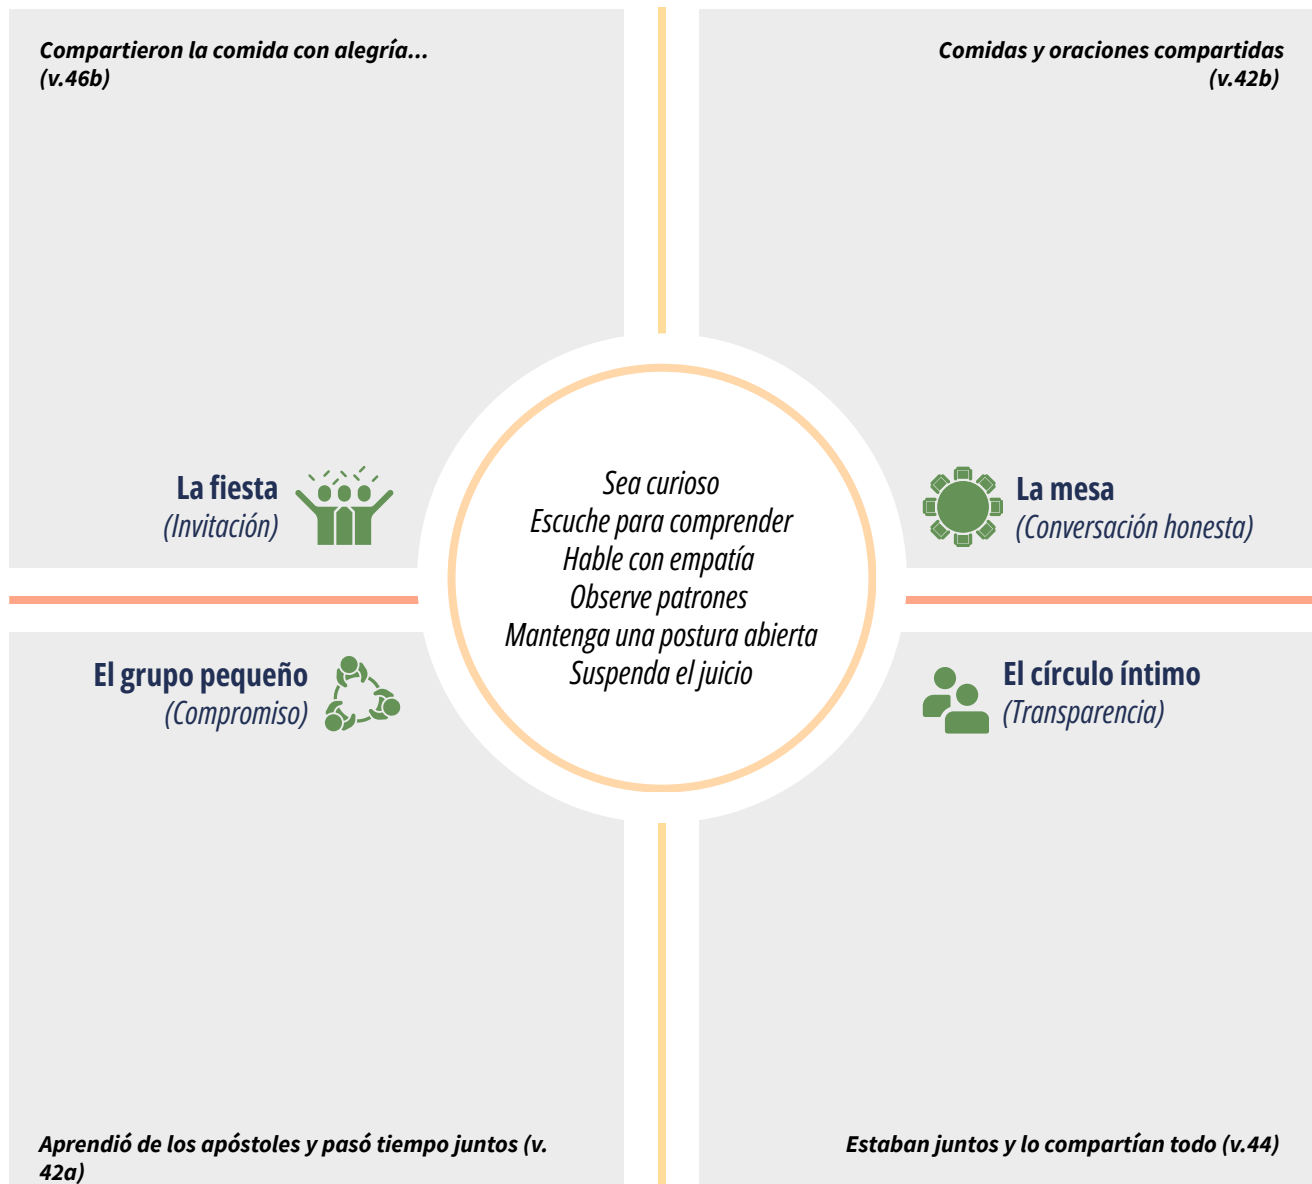 Compartieron la comida con alegría...
(v.46b)
Comidas y oraciones compartidas
(v.42b)
La fiesta
(Invitación)
Sea curioso
Escuche para comprender
Hable con empatía
Observe patrones
Mantenga una postura abierta
Suspenda el juicio
La mesa
(Conversación honesta)
El grupo pequeño
(Compromiso)
El círculo íntimo
(Transparencia)
Aprendió de los apóstoles y pasó tiempo juntos (v.
42a)
Estaban juntos y lo compartían todo (v.44)